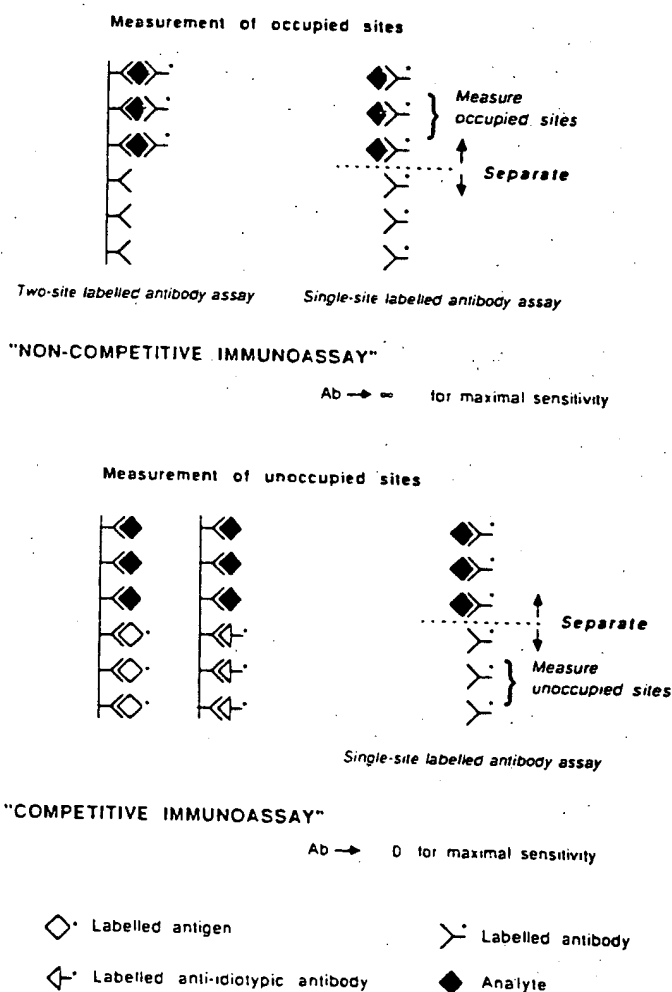 Measurement of occupied sites
Measure
occupied sites
Separate
Two-site labelled antibody assay
Single-site labelled antibody assay
"NON-COMPETITIVE IMMUNOASSAY"
Ab → ∞ for maximal sensitivity
Measurement of unoccupied sites
Separate
Measure
unoccupied sites
Single-site labelled antibody assay
"COMPETITIVE IMMUNOASSAY"
Ab → 0 for maximal sensitivity
Labelled antigen
Labelled antibody
Labelled anti-idiotypic antibody
Analyte